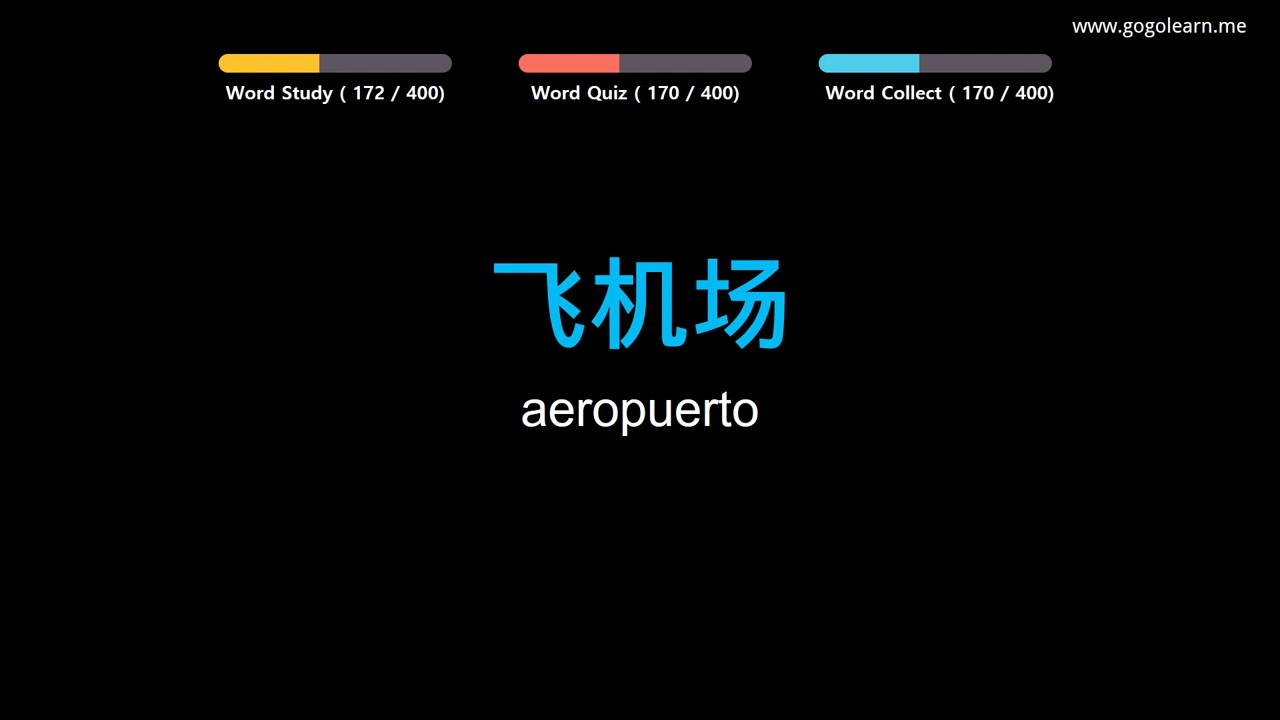 www.gogolearn.me
Word Study ( 172 / 400)
Word Quiz ( 170 / 400)
Word Collect ( 170 / 400)
飞机场
aeropuerto